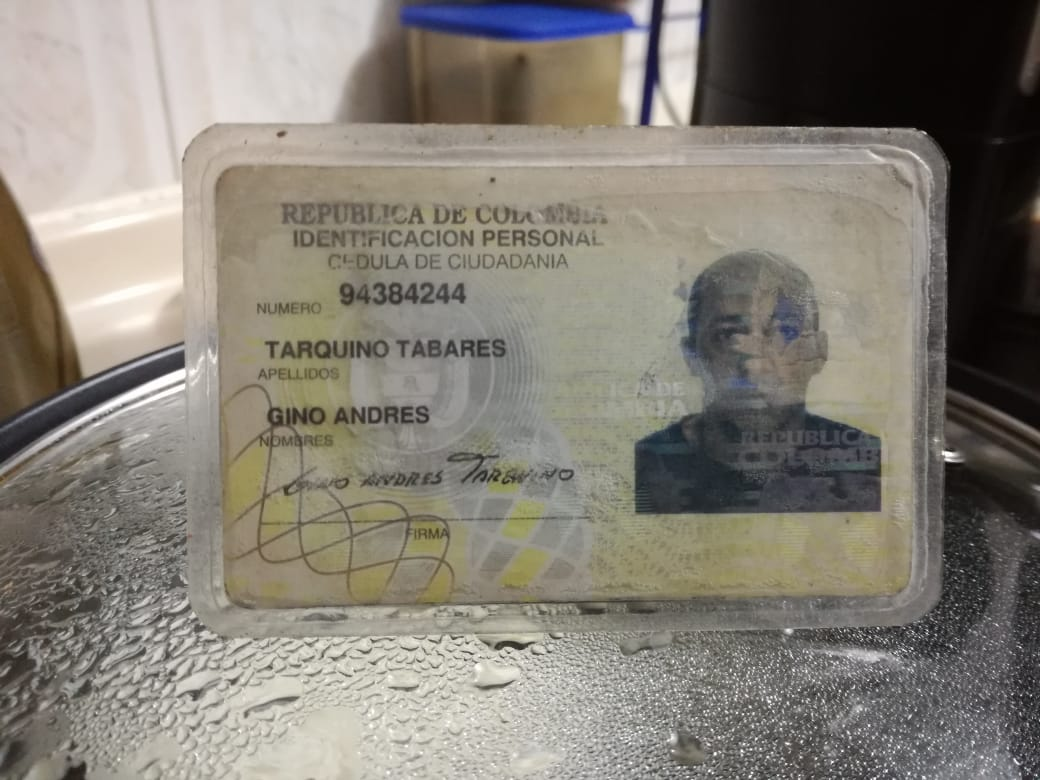 REPUBLICA DE COLOMBIA
IDENTIFICACION PERSONAL
CEDULA DE CIUDADANIA
NUMERO 94384244
TARQUINO TABARES
APELLIDOS
GINO ANDRES
NOMBRES
GINO ANDRES TARQUINO
FIRMA
REPUBLICA